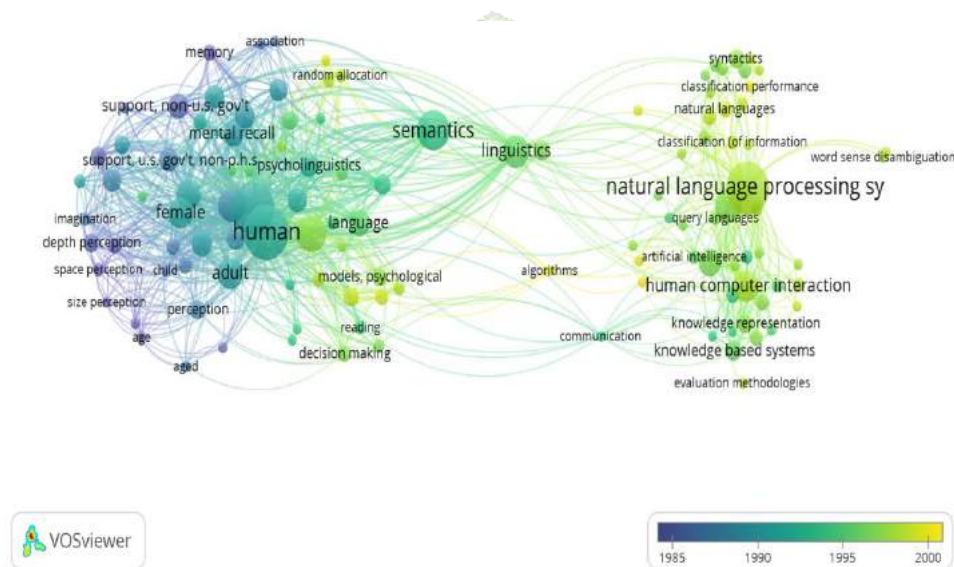 association
memory
syntactics
random allocation
classification performance
support, non-u.s. gov't
natural languages
semantics
mental recall
classification (of information
linguistics
word sense disambiguation
support, u.s. gov't, non-p.h.s
psycholinguistics
natural language processing sy
female
imagination
language
query languages
human
depth perception
artificial intelligence
space perception
child
adult
models, psychological
algorithms
human computer interaction
size perception
perception
knowledge representation
reading
age
communication
decision making
knowledge based systems
aged
evaluation methodologies
VOSviewer
1985 1990 1995 2000